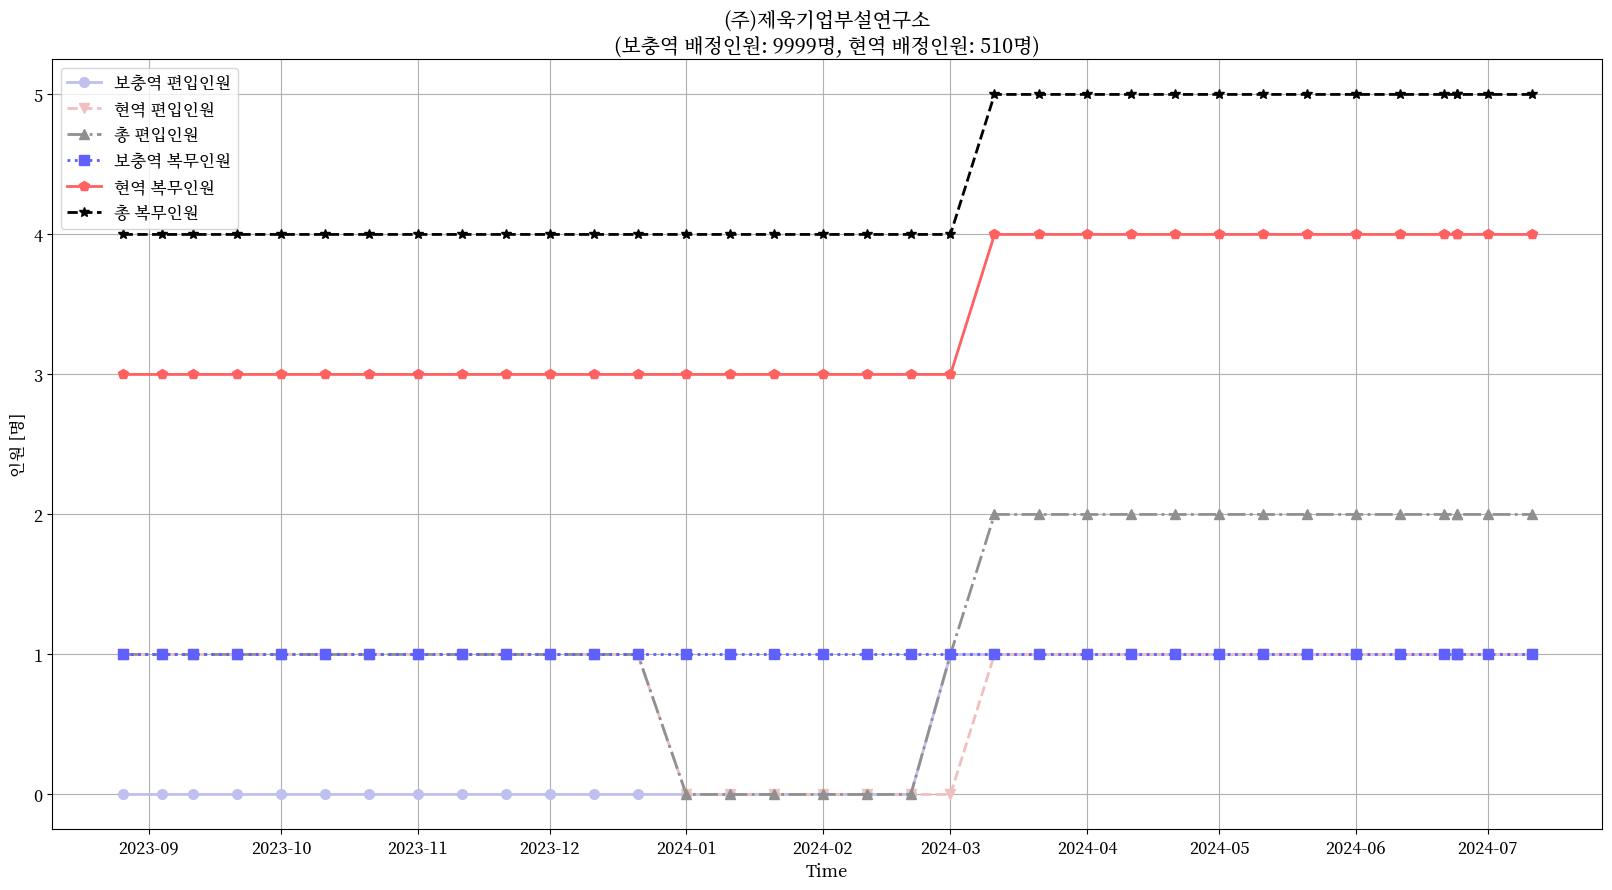 (주)제욱기업부설연구소
(보충역 배정인원: 9999명, 현역 배정인원: 510명)
보충역 편입인원
현역 편입인원
총 편입인원
보충역 복무인원
현역 복무인원
총 복무인원
5
4
3
2
1
0
인원 [명]
2023-09
2023-10
2023-11
2023-12
2024-01
2024-02
2024-03
2024-04
2024-05
2024-06
2024-07
Time